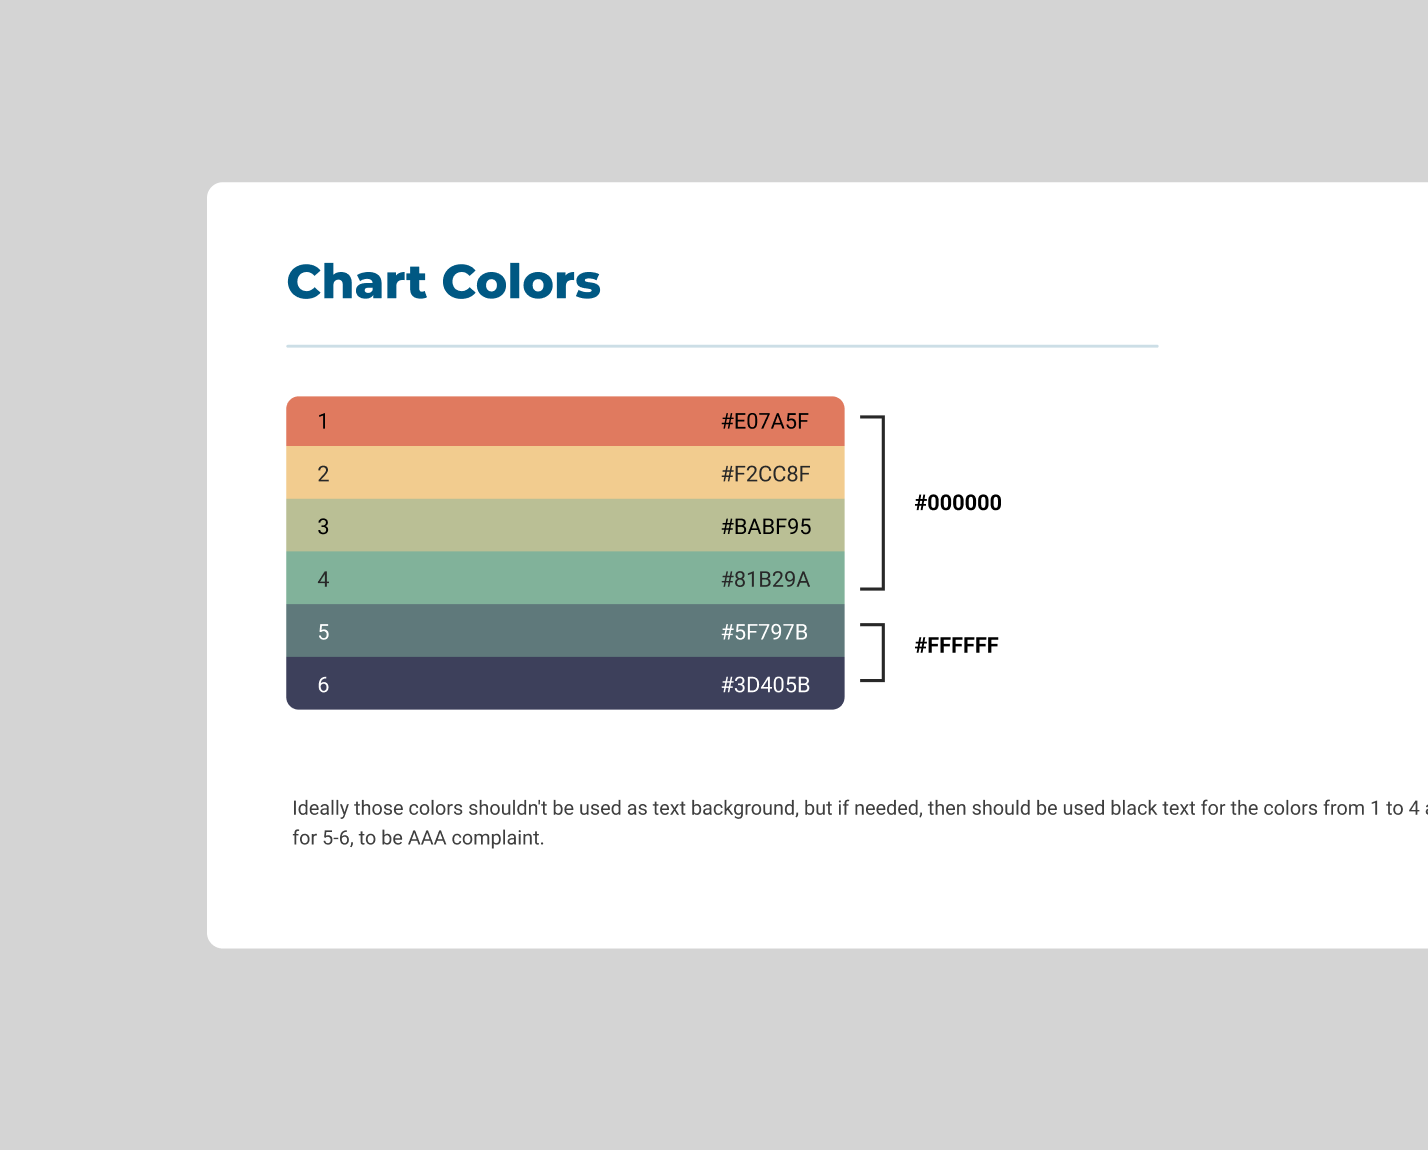 Chart Colors
1 #E07A5F
2 #F2CC8F
3 #BABF95
4 #81B29A
5 #5F797B
6 #3D405B
#000000
#FFFFFF
Ideally those colors shouldn't be used as text background, but if needed, then should be used black text for the colors from 1 to 4
for 5-6, to be AAA complaint.